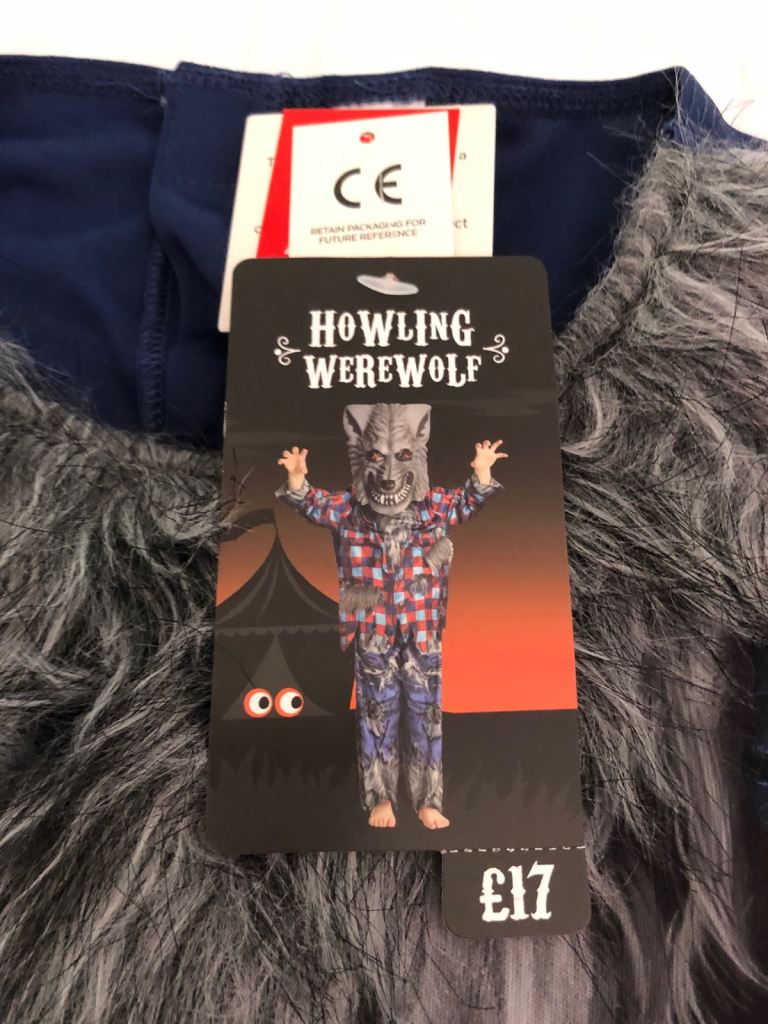 CE
RETAIN PACKAGING FOR
FUTURE REFERENCE
HOWLING
WEREWOLF
£17